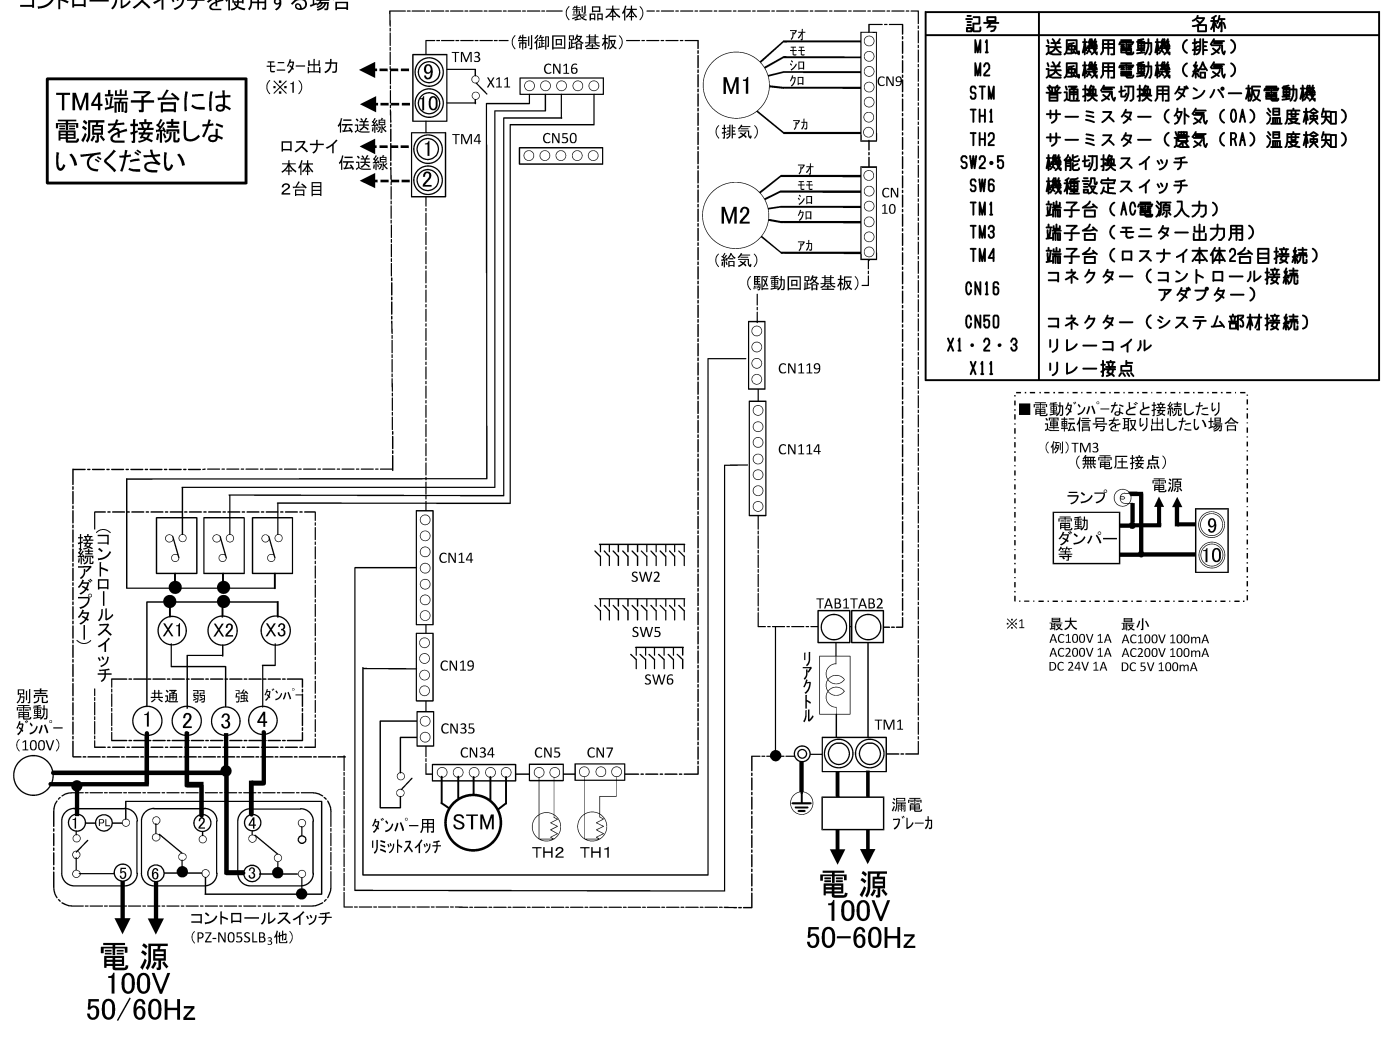 コントロールスイッチを使用する場合
TM4端子台には
電源を接続しな
いでください
(製品本体)
(制御回路基板)
モニター出力
(※1)
伝送線
ロスナイ
本体
2台目
伝送線
TM3
⑨
⑩
X11
TM4
①
②
CN16
CN50
M1
(排気)
アオ
モモ
シロ
クロ
アカ
CN9
M2
(給気)
アオ
モモ
シロ
クロ
アカ
CN
10
(駆動回路基板)
CN119
CN114
記号 名称
M1 送風機用電動機（排気）
M2 送風機用電動機（給気）
STM 普通換気切換用ダンパー板電動機
TH1 サーミスター（外気（OA）温度検知）
TH2 サーミスター（還気（RA）温度検知）
SW2・5 機能切換スイッチ
SW6 機種設定スイッチ
TM1 端子台（AC電源入力）
TM3 端子台（モニター出力用）
TM4 端子台（ロスナイ本体2台目接続）
CN16 コネクター（コントロール接続
アダプター）
CN50 コネクター（システム部材接続）
X1・2・3 リレーコイル
X11 リレー接点
■電動ダンパーなどと接続したり
運転信号を取り出したい場合
(例)TM3
(無電圧接点)
ランプ
電源
電動
ダンパー
等
⑨
⑩
※1 最大 最小
AC100V 1A AC100V 100mA
AC200V 1A AC200V 100mA
DC 24V 1A DC 5V 100mA
(コントロールスイッチ
接続アダプター)
X1
X2
X3
共通 弱 強 ダンパー
① ② ③ ④
別売
電動
ダンパー
(100V)
① PL
② ④
⑤ ⑥ ③
コントロールスイッチ
(PZ-N05SLB3他)
電 源
100V
50/60Hz
CN14
CN19
CN35
SW2
SW5
SW6
CN34
CN5
CN7
STM
TH2
TH1
ダンパー用
リミットスイッチ
TAB1 TAB2
リアクトル
TM1
漏電
ブレーカ
電 源
100V
50-60Hz